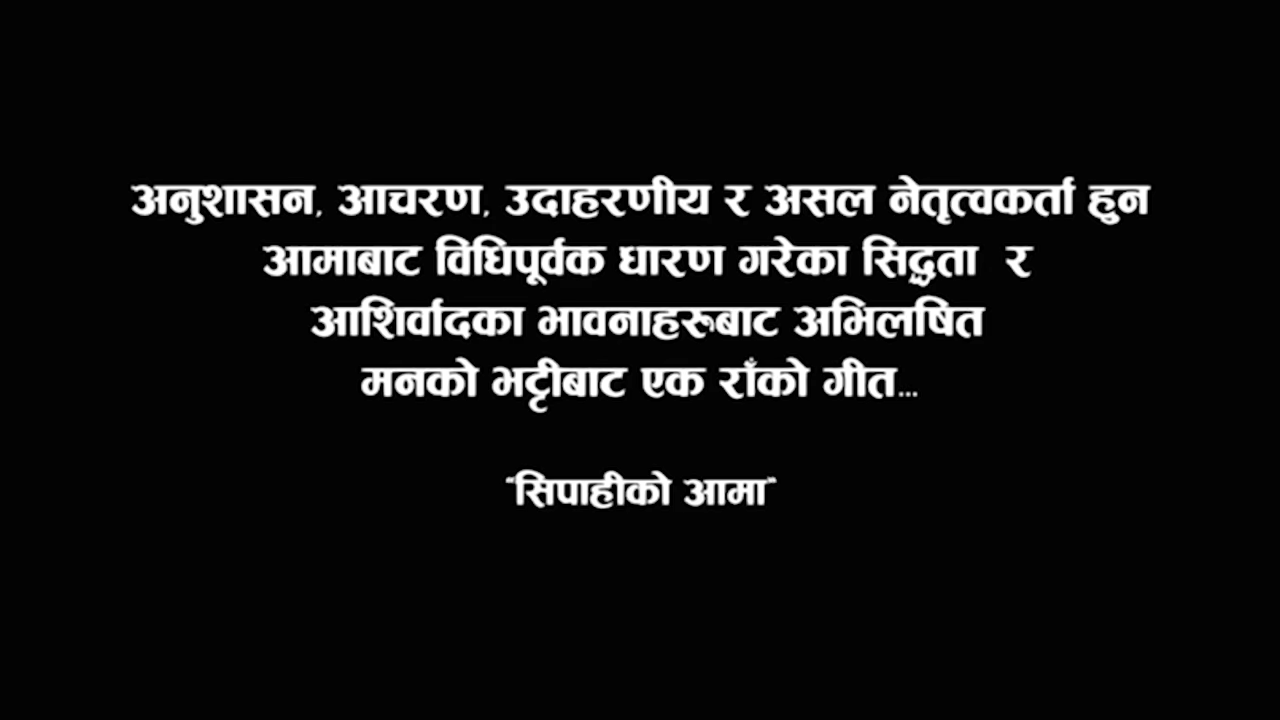 अनुशासन, आचरण, उदाहरणीय र असल नेतृत्वकर्ता हुन
आमाबाट विधिपूर्वक धारण गरेका सिद्धता र
आशिर्वादका भावनाहरूबाट अभिलषित
मनको भट्टीबाट एक राँको गीत...
"सिपाहीको आमा"